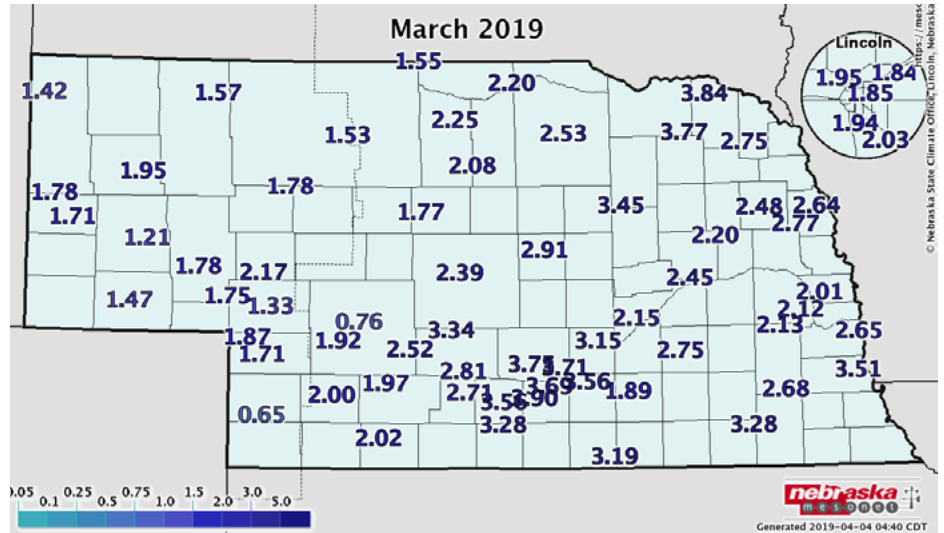 March 2019
https://meso
© Nebraska State Climate Office, Lincoln, Nebraska
Lincoln
1.95 1.84
1.85
1.94
2.03
1.55
1.42 1.57 2.20 3.84
1.53 2.25 2.53 3.77 2.75
1.95 2.08
1.78 1.78
1.71 1.77 3.45 2.48 2.64
2.77
1.21 2.91 2.20
1.78 2.17 2.39 2.45
1.47 1.75 1.33 2.01
2.12
0.76 2.15 2.13
1.87 1.92 3.34 3.15 2.65
1.71 2.52 2.75
2.81 3.51
2.00 1.97 2.71 3.69 3.56 1.89 2.68
3.56 3.90
0.65 3.28 3.28
2.02
3.19
0.05 0.25 0.75 1.5 3.0
0.1 0.5 1.0 2.0 5.0
nebraska
mesonet
Generated 2019-04-04 04:40 CDT